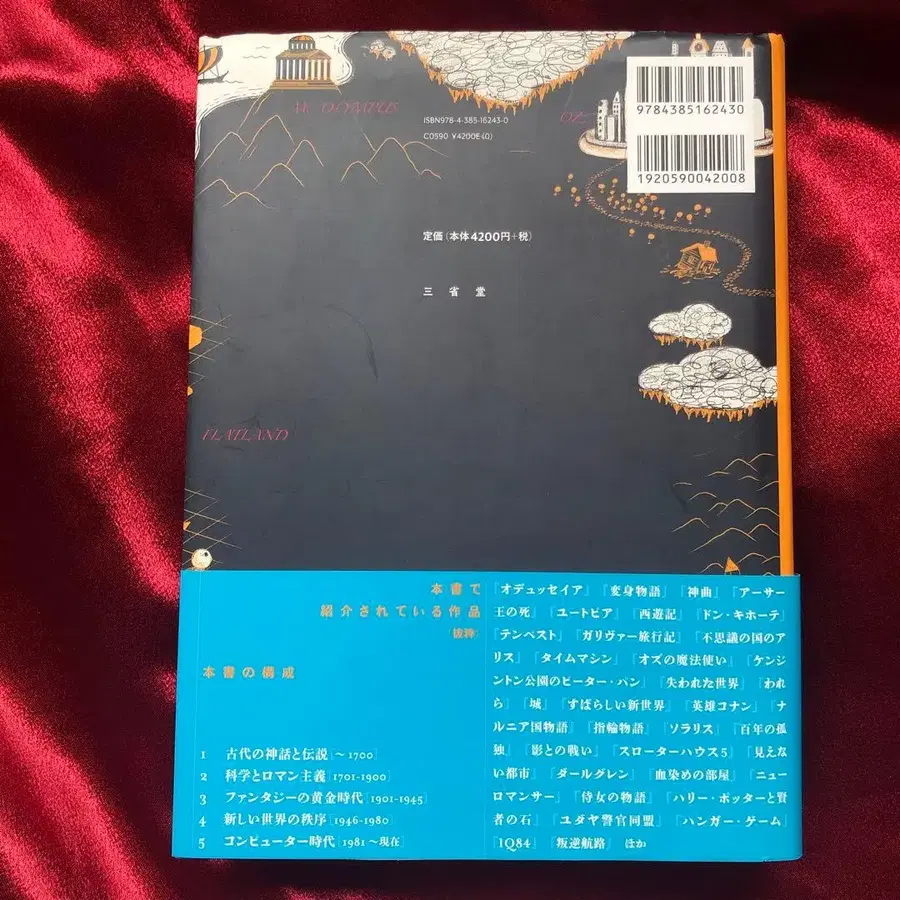 ISBN978-4-385-16243-0
C0590 ¥4200E(0)
9784385162430
1920590042008
OZ
定価(本体4200円+税)
三省堂
FLATLAND
本書で
紹介されている作品
(抜粋)
『オデュッセイア』『変身物語』『神曲』『アーサー
王の死』『ユートピア』『西遊記』『ドン・キホーテ』
『テンペスト』『ガリヴァー旅行記』『不思議の国のア
リス』『タイムマシン』『オズの魔法使い』『ケンジ
ントン公園のピーター・パン』『失われた世界』『われ
ら』『城』『すばらしい新世界』『英雄コナン』『ナ
ルニア国物語』『指輪物語』『ソラリス』『百年の孤
独』『影との戦い』『スローターハウス5』『見えな
い都市』『ダールグレン』『血染めの部屋』『ニュー
ロマンサー』『侍女の物語』『ハリー・ポッターと賢
者の石』『ユダヤ警官同盟』『ハンガー・ゲーム』
『1Q84』『叛逆航路』ほか
本書の構成
1 古代の神話と伝説[～1700]
2 科学とロマン主義[1701-1900]
3 ファンタジーの黄金時代[1901-1945]
4 新しい世界の秩序[1946-1980]
5 コンピューター時代[1981～現在]